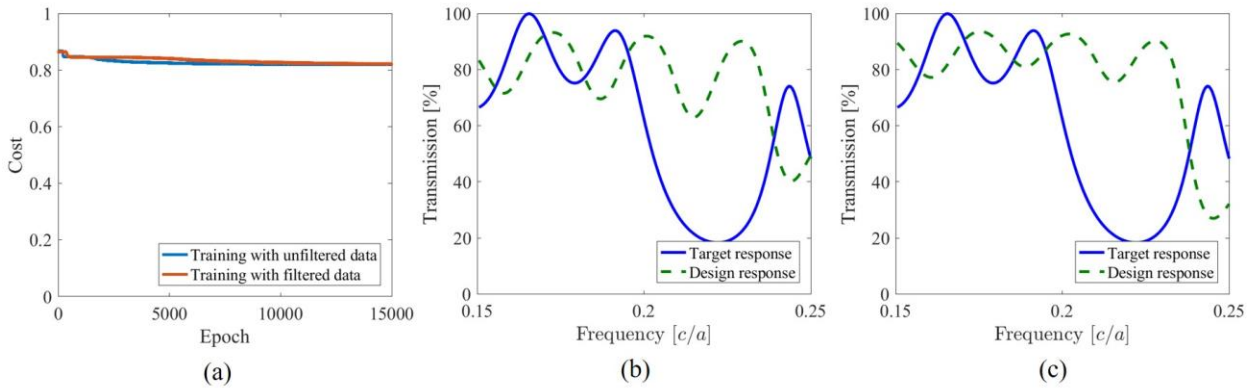 1
0.8
0.6
0.4
0.2
0
Cost
0
5000
10000
15000
Epoch
Training with unfiltered data
Training with filtered data
(a)
100%
80
60
40
20
0
Transmission [%]
0.15
0.2
0.25
Frequency [c/a]
Target response
Design response
(b)
100%
80
60
40
20
0
Transmission [%]
0.15
0.2
0.25
Frequency [c/a]
Target response
Design response
(c)